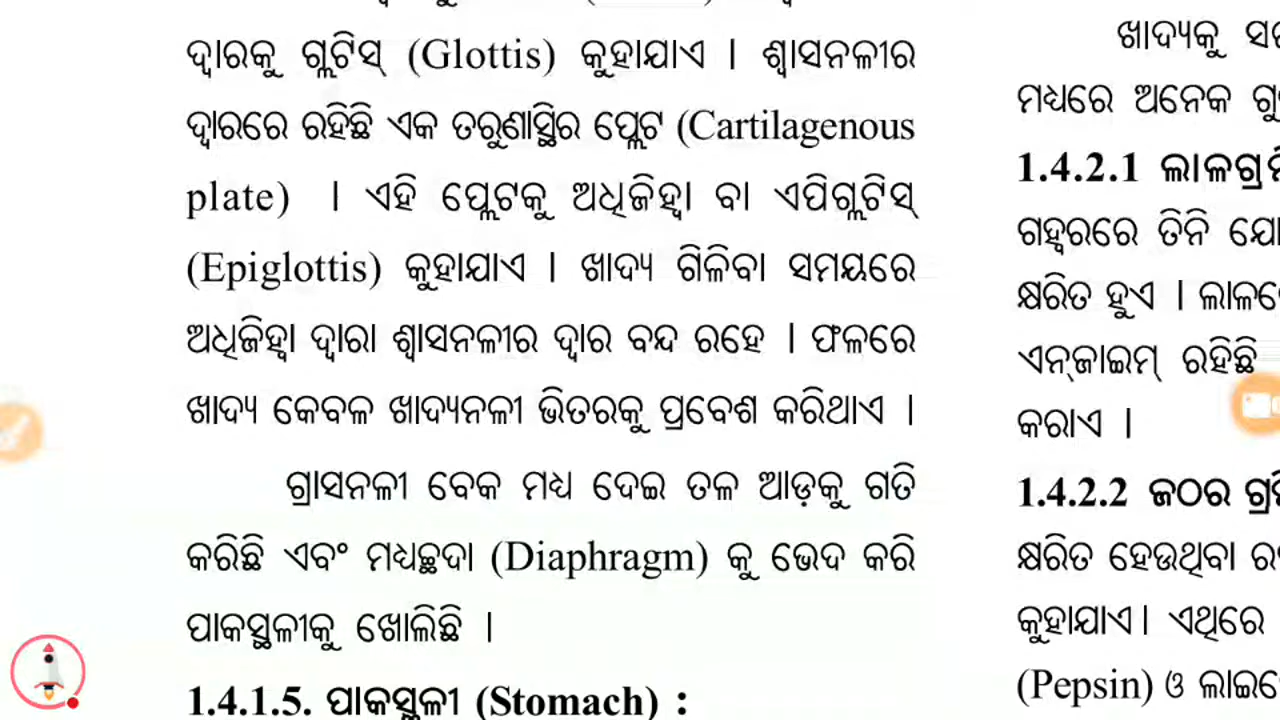 ଦ୍ୱାରକୁ ଗ୍ଲଟିସ୍ (Glottis) କୁହାଯାଏ । ଶ୍ୱାସନଳୀର
ଦ୍ୱାରରେ ରହିଛି ଏକ ତରୁଣାସ୍ଥିର ପ୍ଲେଟ (Cartilagenous
plate) । ଏହି ପ୍ଲେଟକୁ ଅଧିଜିହ୍ୱା ବା ଏପିଗ୍ଲଟିସ୍
(Epiglottis) କୁହାଯାଏ । ଖାଦ୍ୟ ଗିଳିବା ସମୟରେ
ଅଧିଜିହ୍ୱା ଦ୍ୱାରା ଶ୍ୱାସନଳୀର ଦ୍ୱାର ବନ୍ଦ ରହେ । ଫଳରେ
ଖାଦ୍ୟ କେବଳ ଖାଦ୍ୟନଳୀ ଭିତରକୁ ପ୍ରବେଶ କରିଥାଏ ।
ଗ୍ରାସନଳୀ ବେକ ମଧ୍ୟ ଦେଇ ତଳ ଆଡ଼କୁ ଗତି
କରିଛି ଏବଂ ମଧ୍ୟଚ୍ଛଦା (Diaphragm) କୁ ଭେଦ କରି
ପାକସ୍ଥଳୀକୁ ଖୋଲିଛି ।
1.4.1.5. ପାକସ୍ଥଳୀ (Stomach) :
ଖାଦ୍ୟକୁ
ମଧ୍ୟରେ ଅନେକ
1.4.2.1
ଗହ୍ୱରରେ ତିନି
କ୍ଷରିତ ହୁଏ ।
ଏନ୍‌ଜାଇମ୍ ରହିଛି
କରାଏ ।
1.4.2.2 ଜଠର
କ୍ଷରିତ ହେଉଥିବା
କୁହାଯାଏ। ଏଥିରେ
(Pepsin) ଓ